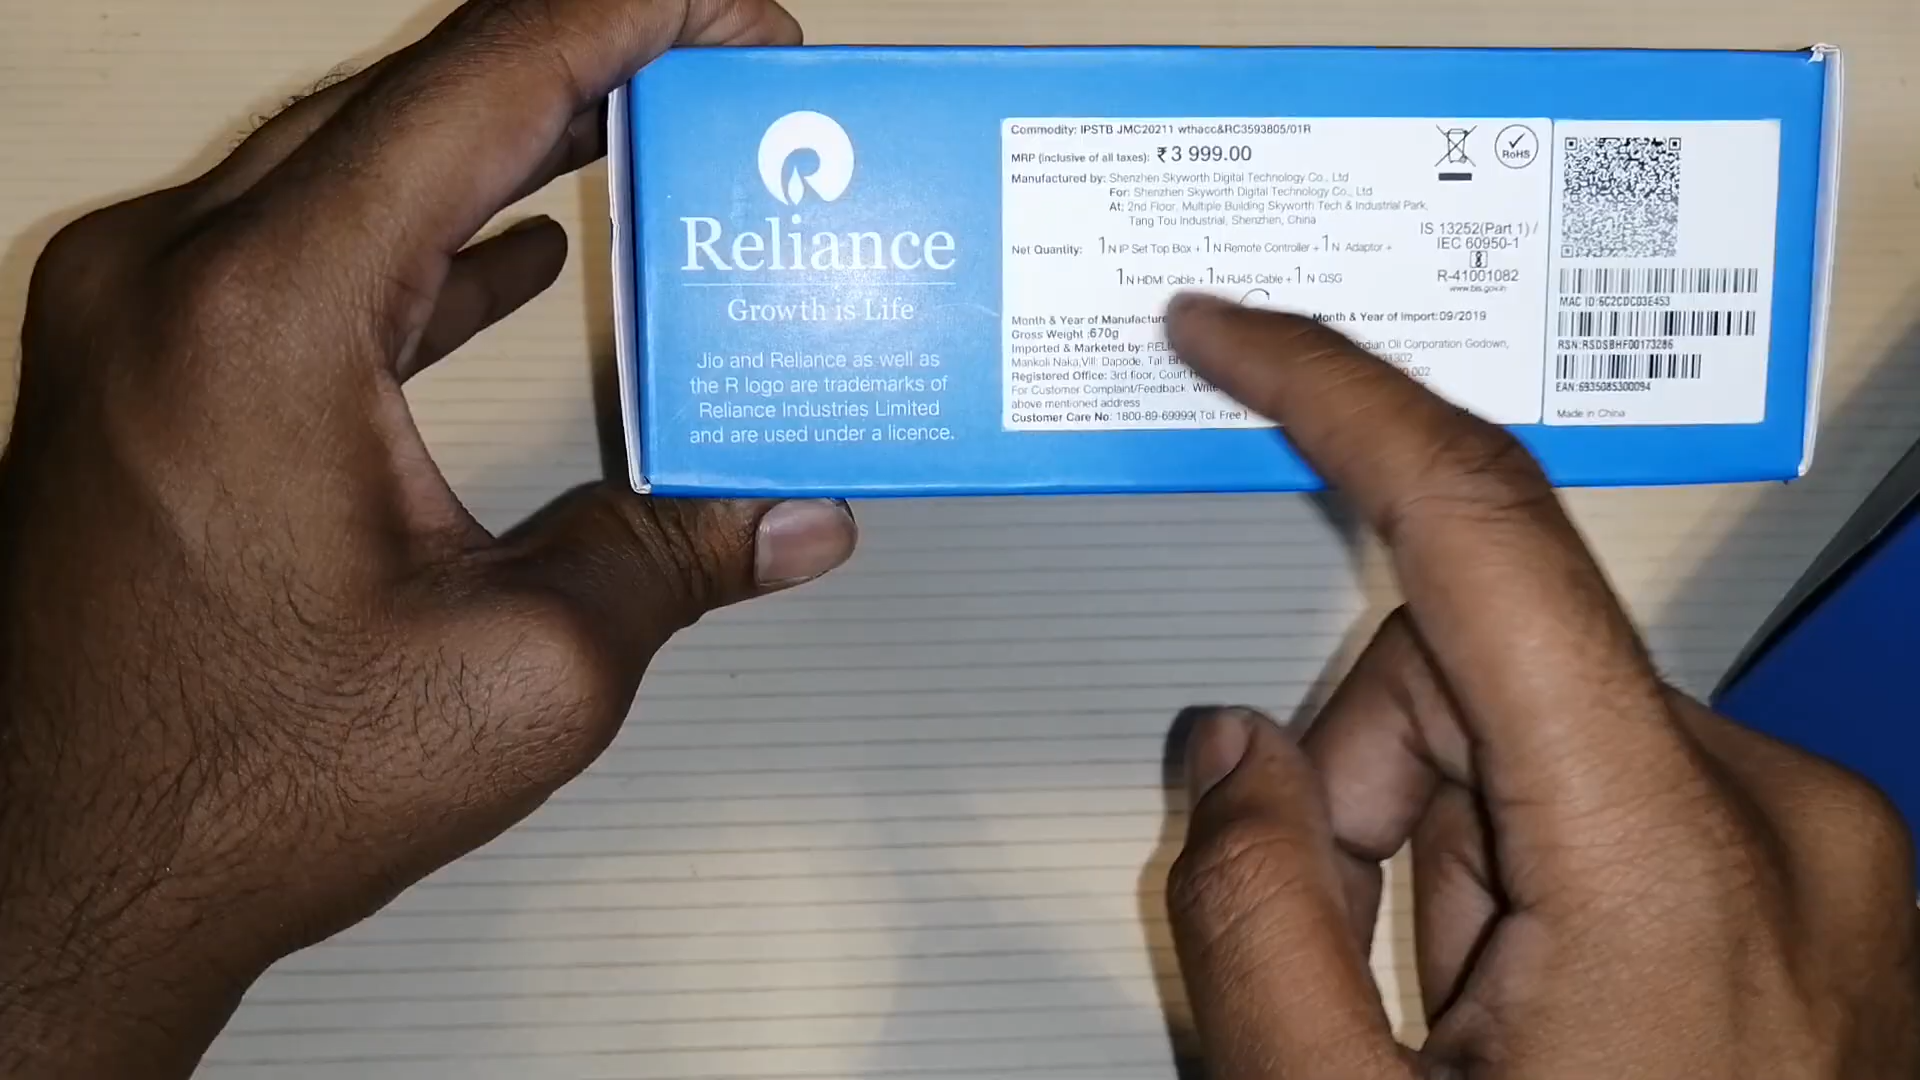 Reliance
Growth is Life
Jio and Reliance as well as
the R logo are trademarks of
Reliance Industries Limited
and are used under a licence.
Commodity: IPSTB JMC20211 wthacc&RC3593805/01R
MRP (inclusive of all taxes): ₹3 999.00
Manufactured by: Shenzhen Skyworth Digital Technology Co., Ltd
For: Shenzhen Skyworth Digital Technology Co., Ltd
At: 2nd Floor, Multiple Building Skyworth Tech & Industrial Park,
Tang Tou Industrial, Shenzhen, China
Net Quantity: 1N IP Set Top Box + 1N Remote Controller + 1N Adaptor +
1N HDMI Cable + 1N RJ45 Cable + 1N QSG
Month & Year of Manufacture
Month & Year of Import: 09/2019
Gross Weight :670g
Imported & Marketed by:
Indian Oil Corporation Godown,
Mankoli Naka, Vill: Dapode, Tal:
Registered Office: 3rd floor, Court
For Customer Complaint/Feedback Write
above mentioned address
Customer Care No: 1800-89-69999( Tol Free )
RoHS
IS 13252(Part 1) /
IEC 60950-1
R-41001082
www.bis.gov.in
MAC ID:6C2CDC03E453
RSN:RSDSBHF00173286
EAN:6935085300094
Made in China